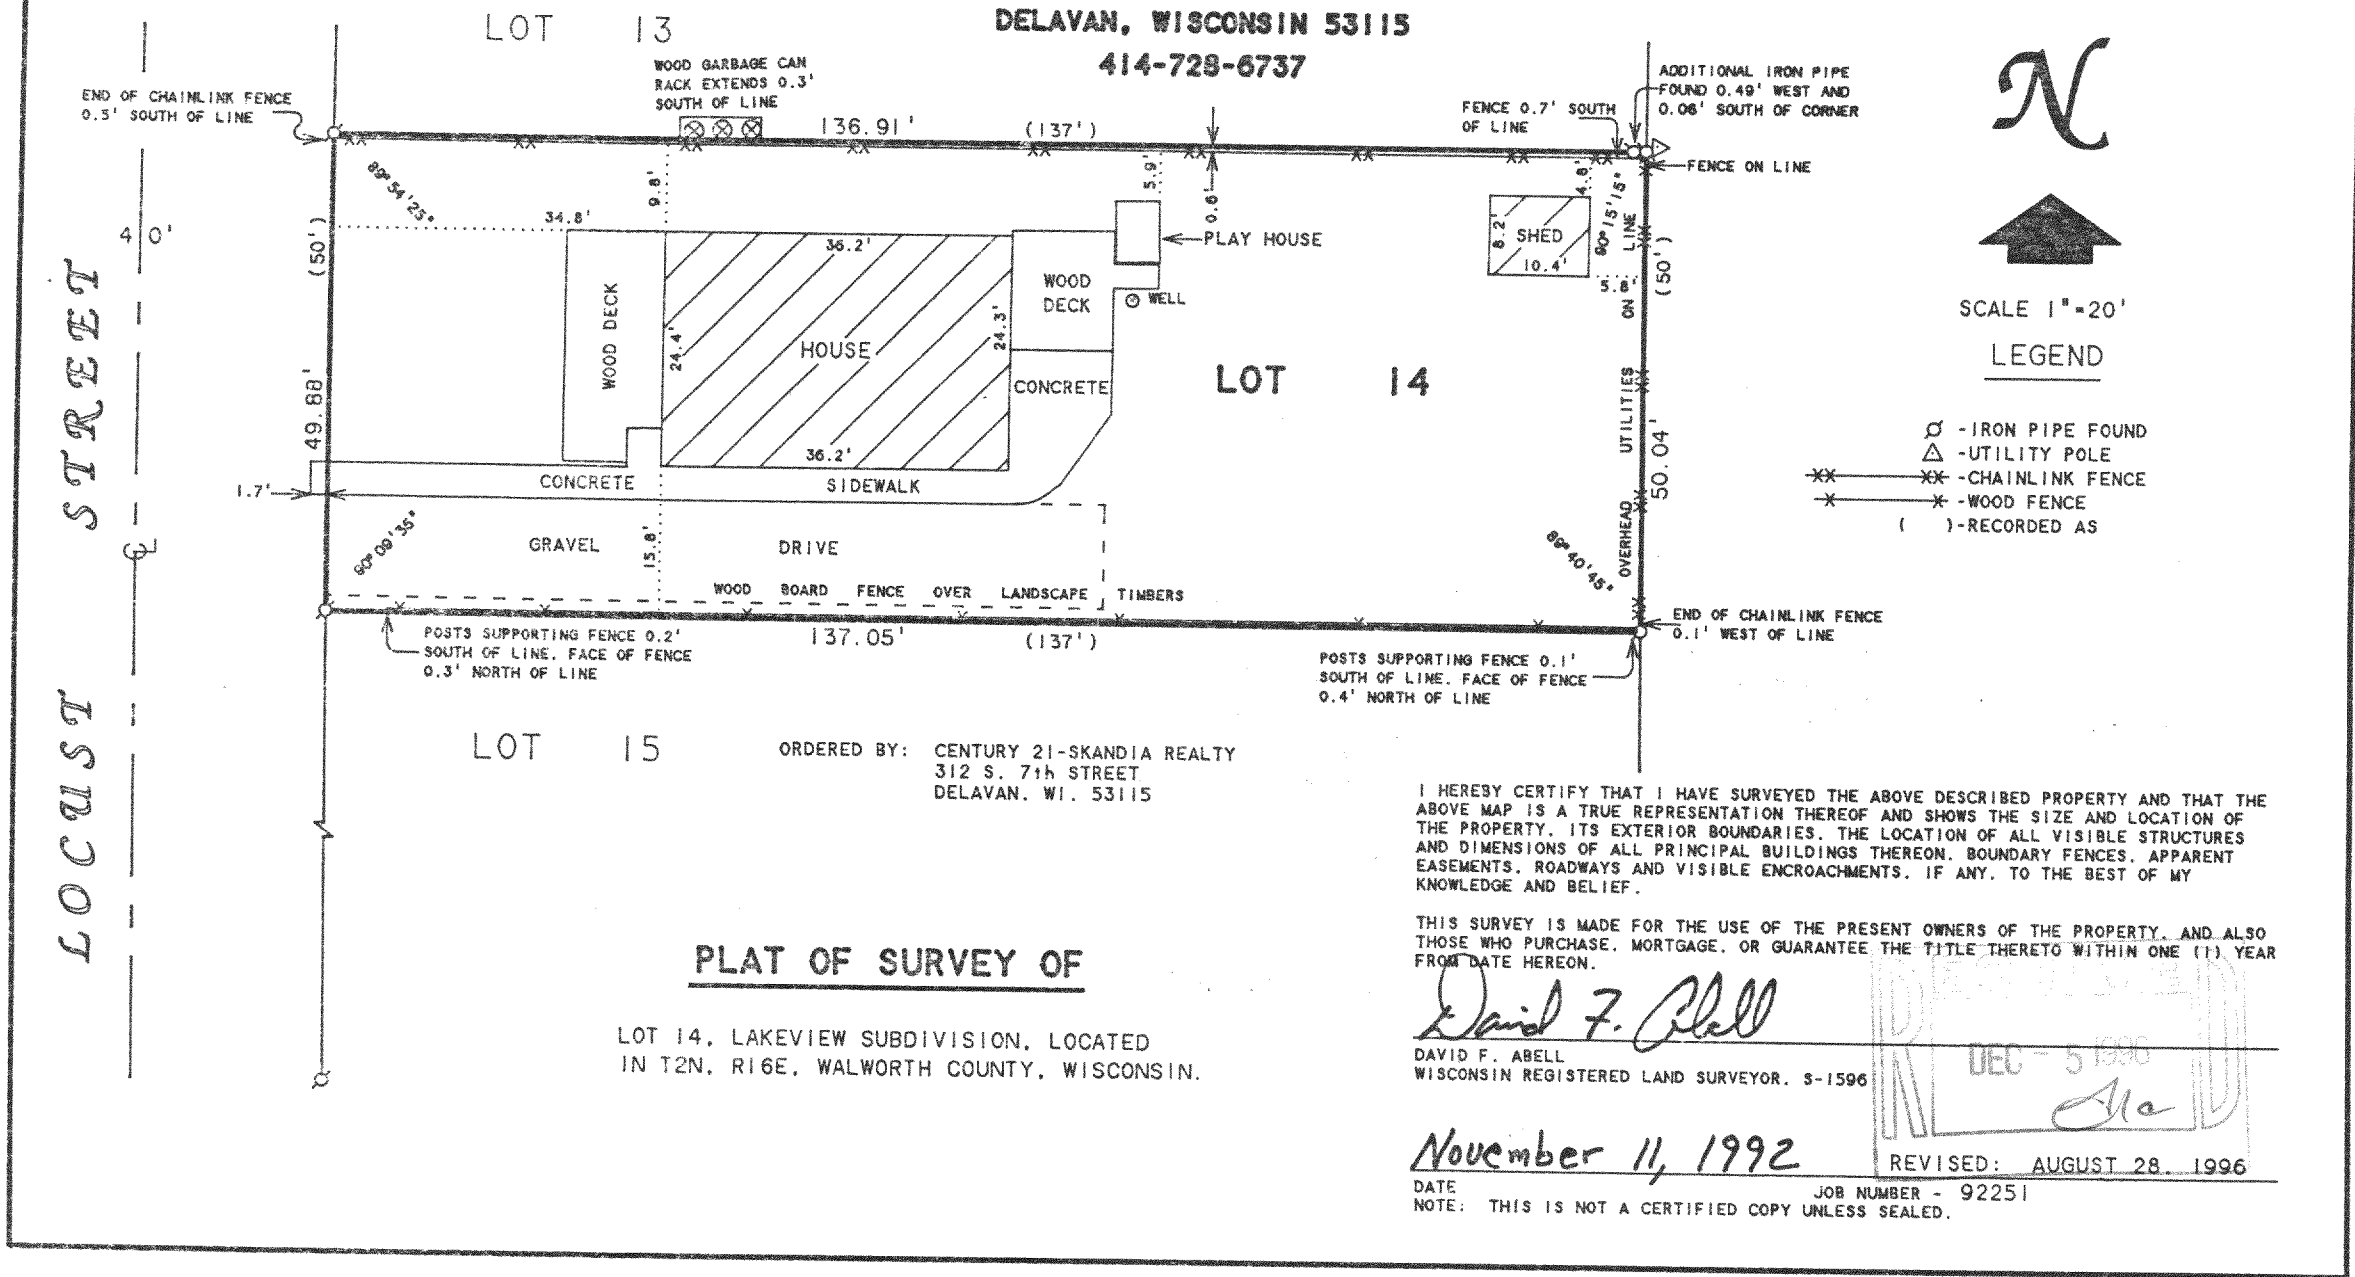 LOT 13
DELAVAN, WISCONSIN 53115
414-728-6737
WOOD GARBAGE CAN
RACK EXTENDS 0.3'
SOUTH OF LINE
END OF CHAINLINK FENCE
0.5' SOUTH OF LINE
136.91' (137')
FENCE 0.7' SOUTH
OF LINE
ADDITIONAL IRON PIPE
FOUND 0.49' WEST AND
0.06' SOUTH OF CORNER
FENCE ON LINE
N
89°54'25"
9.8'
5.9'
0.6'
4.8'
90°15'15"
34.8'
40'
(50')
49.88'
36.2'
PLAY HOUSE
8.2'
SHED
10.4'
5.8'
(50')
50.04'
OVERHEAD UTILITIES ON LINE
WOOD DECK
24.4'
HOUSE
24.3'
36.2'
WOOD
DECK
WELL
CONCRETE
LOT 14
SCALE 1"=20'
LEGEND
-IRON PIPE FOUND
-UTILITY POLE
XX XX -CHAINLINK FENCE
X X -WOOD FENCE
( )-RECORDED AS
1.7'
CONCRETE SIDEWALK
90°09'35"
GRAVEL DRIVE
15.8'
89°40'45"
WOOD BOARD FENCE OVER LANDSCAPE TIMBERS
137.05' (137')
POSTS SUPPORTING FENCE 0.2'
SOUTH OF LINE. FACE OF FENCE
0.3' NORTH OF LINE
END OF CHAINLINK FENCE
0.1' WEST OF LINE
POSTS SUPPORTING FENCE 0.1'
SOUTH OF LINE. FACE OF FENCE
0.4' NORTH OF LINE
LOCUST STREET
LOT 15
ORDERED BY: CENTURY 21-SKANDIA REALTY
312 S. 7th STREET
DELAVAN. WI. 53115
PLAT OF SURVEY OF
LOT 14, LAKEVIEW SUBDIVISION, LOCATED
IN T2N, R16E, WALWORTH COUNTY, WISCONSIN.
I HEREBY CERTIFY THAT I HAVE SURVEYED THE ABOVE DESCRIBED PROPERTY AND THAT THE
ABOVE MAP IS A TRUE REPRESENTATION THEREOF AND SHOWS THE SIZE AND LOCATION OF
THE PROPERTY, ITS EXTERIOR BOUNDARIES, THE LOCATION OF ALL VISIBLE STRUCTURES
AND DIMENSIONS OF ALL PRINCIPAL BUILDINGS THEREON, BOUNDARY FENCES, APPARENT
EASEMENTS, ROADWAYS AND VISIBLE ENCROACHMENTS, IF ANY, TO THE BEST OF MY
KNOWLEDGE AND BELIEF.
THIS SURVEY IS MADE FOR THE USE OF THE PRESENT OWNERS OF THE PROPERTY, AND ALSO
THOSE WHO PURCHASE, MORTGAGE, OR GUARANTEE THE TITLE THERETO WITHIN ONE (1) YEAR
FROM DATE HEREON.
David F. Abell
DAVID F. ABELL
WISCONSIN REGISTERED LAND SURVEYOR, S-1596
DEC - 5 1996
November 11, 1992
REVISED: AUGUST 28, 1996
DATE
JOB NUMBER - 92251
NOTE: THIS IS NOT A CERTIFIED COPY UNLESS SEALED.